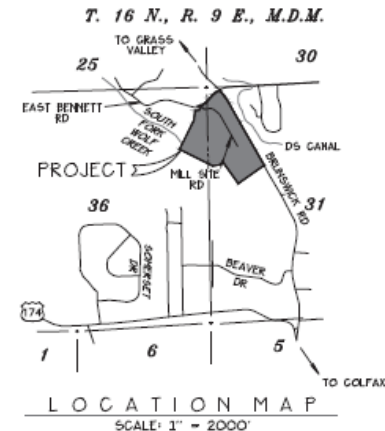 T. 16 N., R. 9 E., M.D.M.
TO GRASS
VALLEY
25
30
EAST BENNETT
RD
SOUTH
FORK
WOLF
CREEK
DS CANAL
PROJECT
MILL SITE
RD
BRUNSWICK RD
36
31
SOMERSET
DR
BEAVER
DR
174
1
6
5
TO COLFAX
LOCATION MAP
SCALE: 1" = 2000'